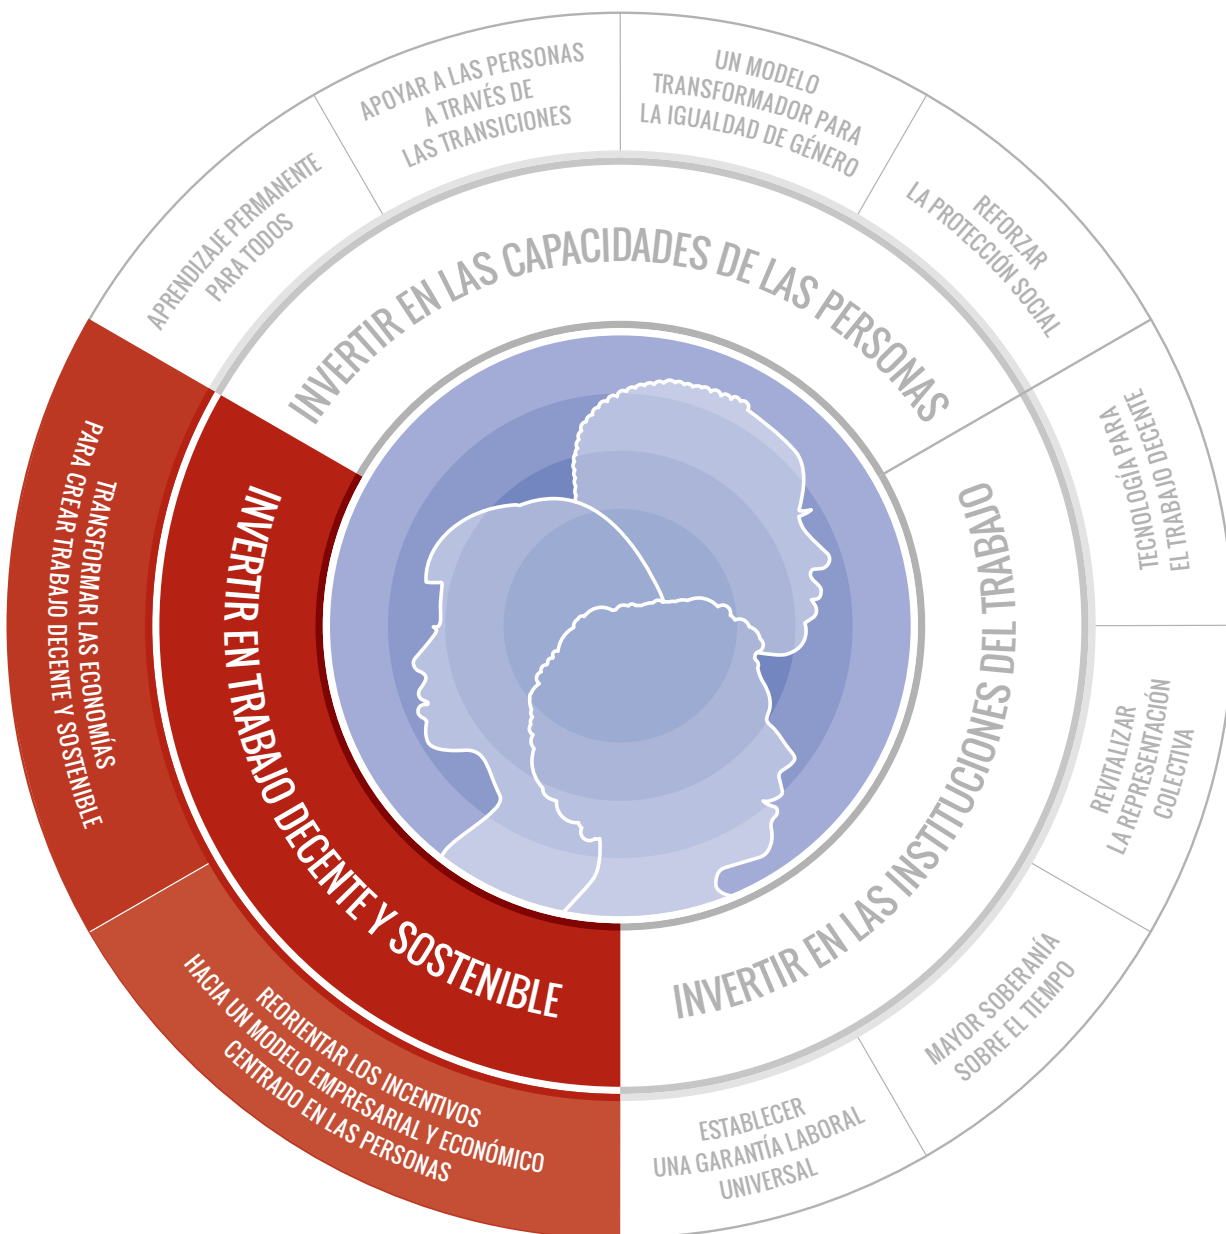 APRENDIZAJE PERMANENTE
PARA TODOS
APOYAR A LAS PERSONAS
A TRAVÉS DE
LAS TRANSICIONES
UN MODELO
TRANSFORMADOR PARA
LA IGUALDAD DE GÉNERO
REFORZAR
LA PROTECCIÓN SOCIAL
INVERTIR EN LAS CAPACIDADES DE LAS PERSONAS
TECNOLOGÍA PARA
EL TRABAJO DECENTE
REVITALIZAR
LA REPRESENTACIÓN
COLECTIVA
MAYOR SOBERANÍA
SOBRE EL TIEMPO
ESTABLECER
UNA GARANTÍA LABORAL
UNIVERSAL
INVERTIR EN LAS INSTITUCIONES DEL TRABAJO
TRANSFORMAR LAS ECONOMÍAS
PARA CREAR TRABAJO DECENTE Y SOSTENIBLE
REORIENTAR LOS INCENTIVOS
HACIA UN MODELO EMPRESARIAL Y ECONÓMICO
CENTRADO EN LAS PERSONAS
INVERTIR EN TRABAJO DECENTE Y SOSTENIBLE